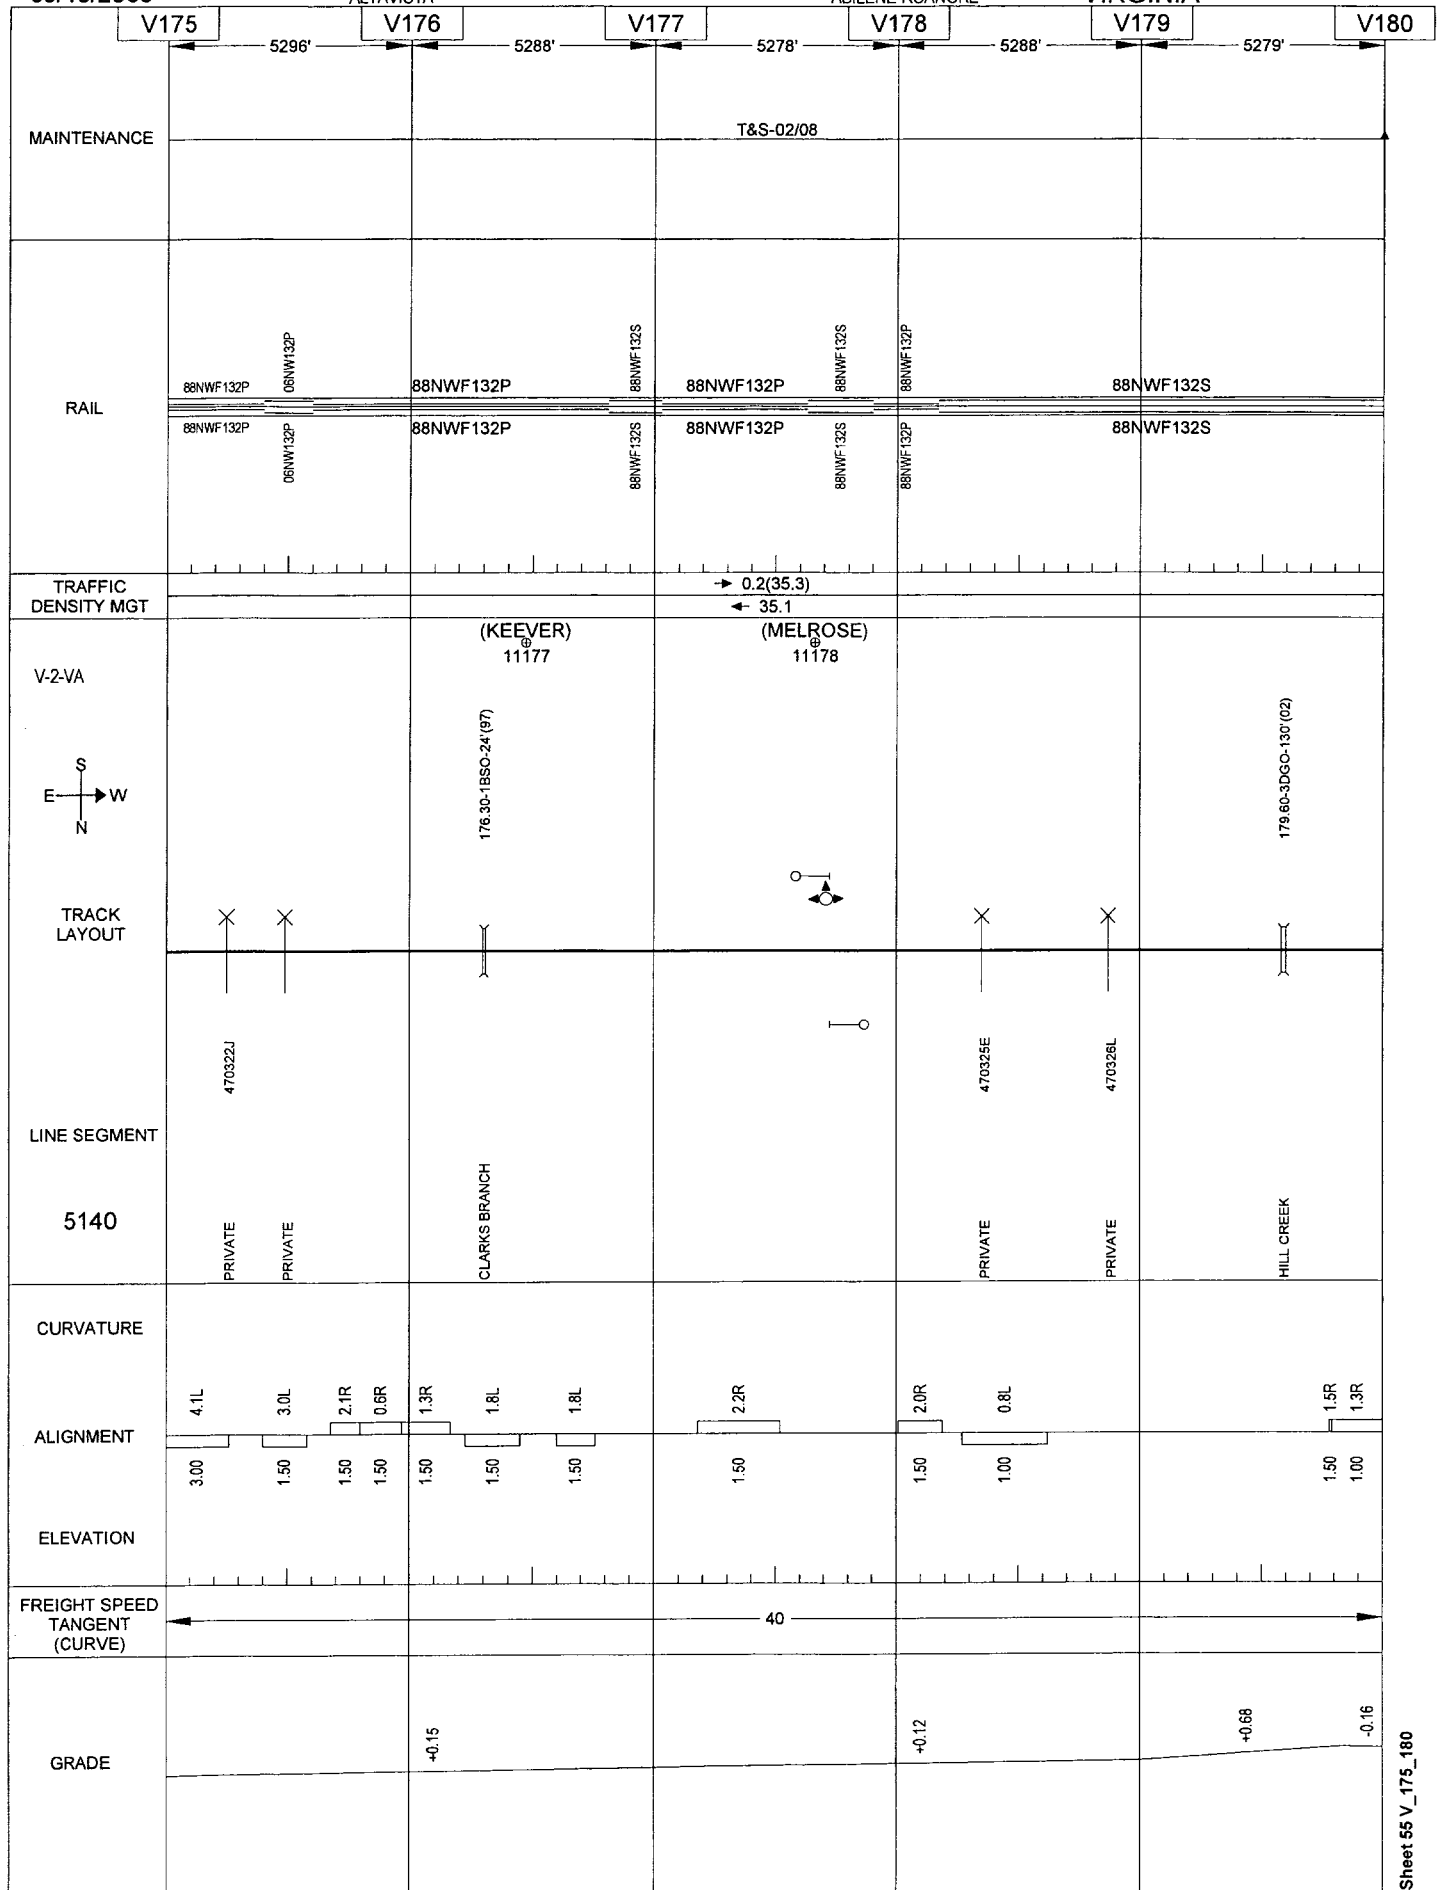 V175 V176 V177 V178 V179 V180
5296' 5288' 5278' 5288' 5279'
MAINTENANCE
T&S-02/08
RAIL
88NWF132P 06NW132P 88NWF132P 88NWF132S 88NWF132P 88NWF132S 88NWF132P 88NWF132S
88NWF132P 06NW132P 88NWF132P 88NWF132S 88NWF132P 88NWF132S 88NWF132P 88NWF132S
TRAFFIC
DENSITY MGT
0.2(35.3)
35.1
V-2-VA
(KEEVER)
11177
(MELROSE)
11178
176.30-1BSO-24'(97)
179.60-3DGO-130'(02)
S
E W
N
TRACK
LAYOUT
470322J
470325E
470326L
LINE SEGMENT
5140
PRIVATE
PRIVATE
CLARKS BRANCH
PRIVATE
PRIVATE
HILL CREEK
CURVATURE
4.1L 3.0L 2.1R 0.6R 1.3R 1.8L 1.8L 2.2R 2.0R 0.8L 1.5R 1.3R
ALIGNMENT
3.00 1.50 1.50 1.50 1.50 1.50 1.50 1.50 1.50 1.00 1.50 1.00
ELEVATION
FREIGHT SPEED
TANGENT
(CURVE)
40
GRADE
+0.15 +0.12 +0.68 -0.16
Sheet 55 V_175_180